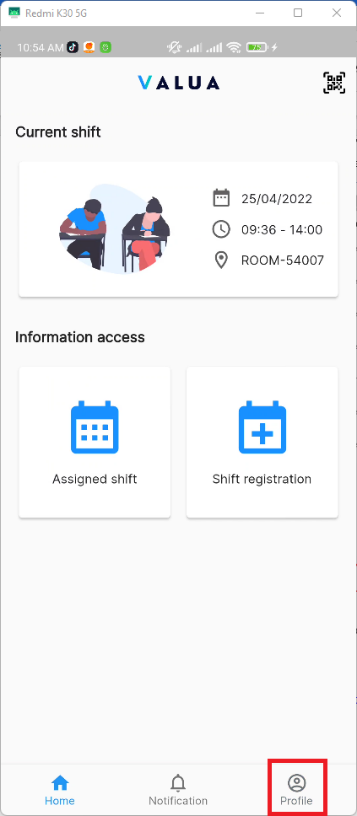 Redmi K30 5G
10:54 AM
VALUA
Current shift
25/04/2022
09:36 - 14:00
ROOM-54007
Information access
Assigned shift
Shift registration
Home
Notification
Profile